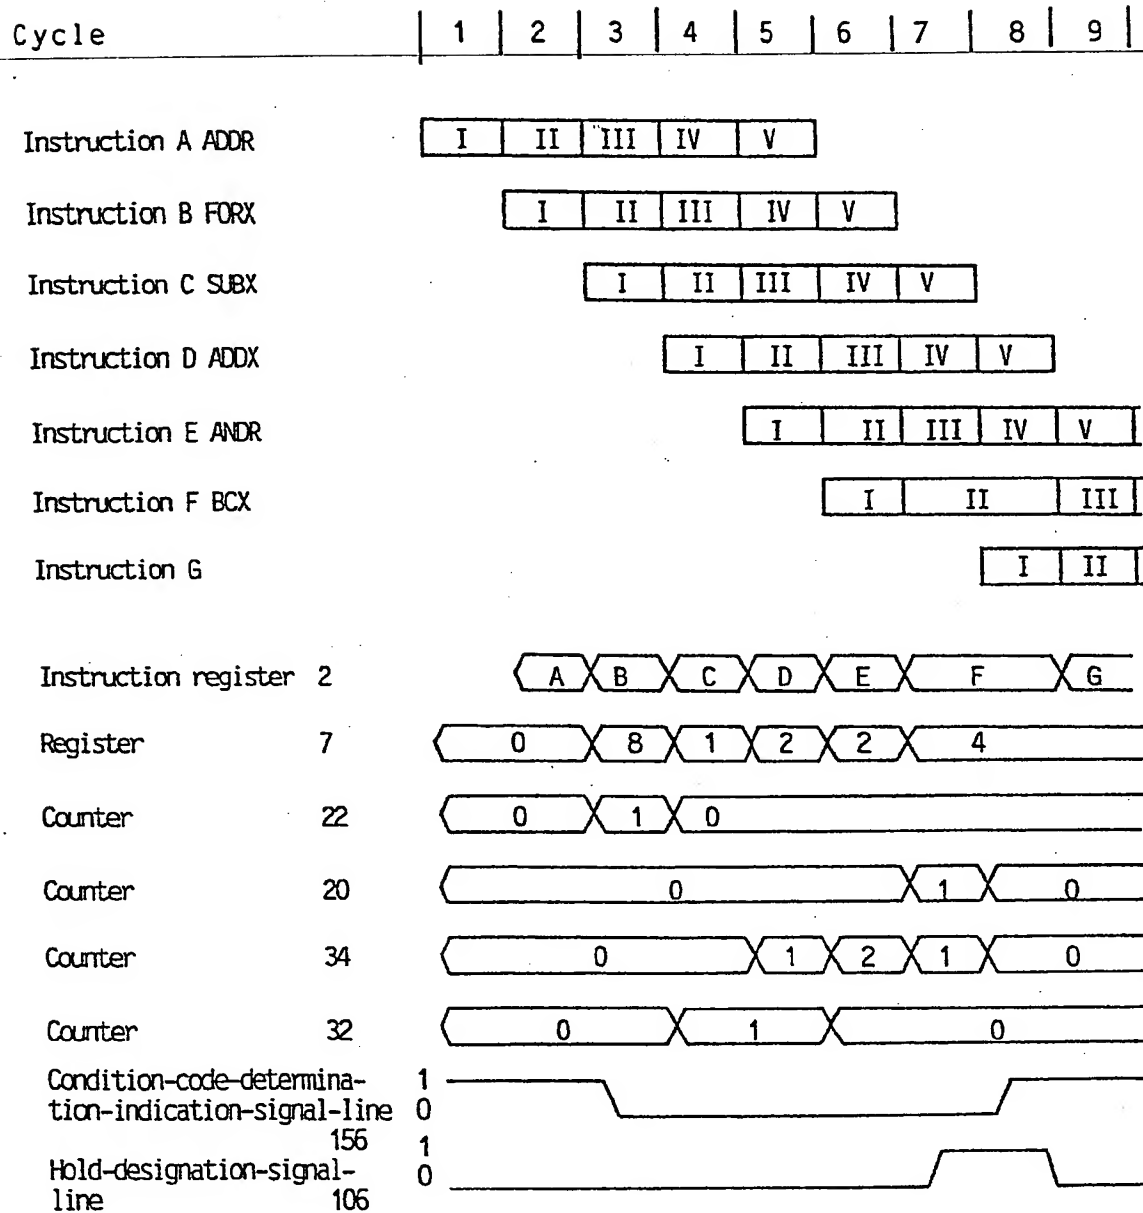 Cycle 1 2 3 4 5 6 7 8 9
Instruction A ADDR I II III IV V
Instruction B FORX I II III IV V
Instruction C SUBX I II III IV V
Instruction D ADDX I II III IV V
Instruction E ANDR I II III IV V
Instruction F BCX I II III
Instruction G I II
Instruction register 2 A B C D E F G
Register 7 0 8 1 2 2 4
Counter 22 0 1 0
Counter 20 0 1 0
Counter 34 0 1 2 1 0
Counter 32 0 1 0
Condition-code-determina- 1
tion-indication-signal-line 0
156 1
Hold-designation-signal- 0
line 106